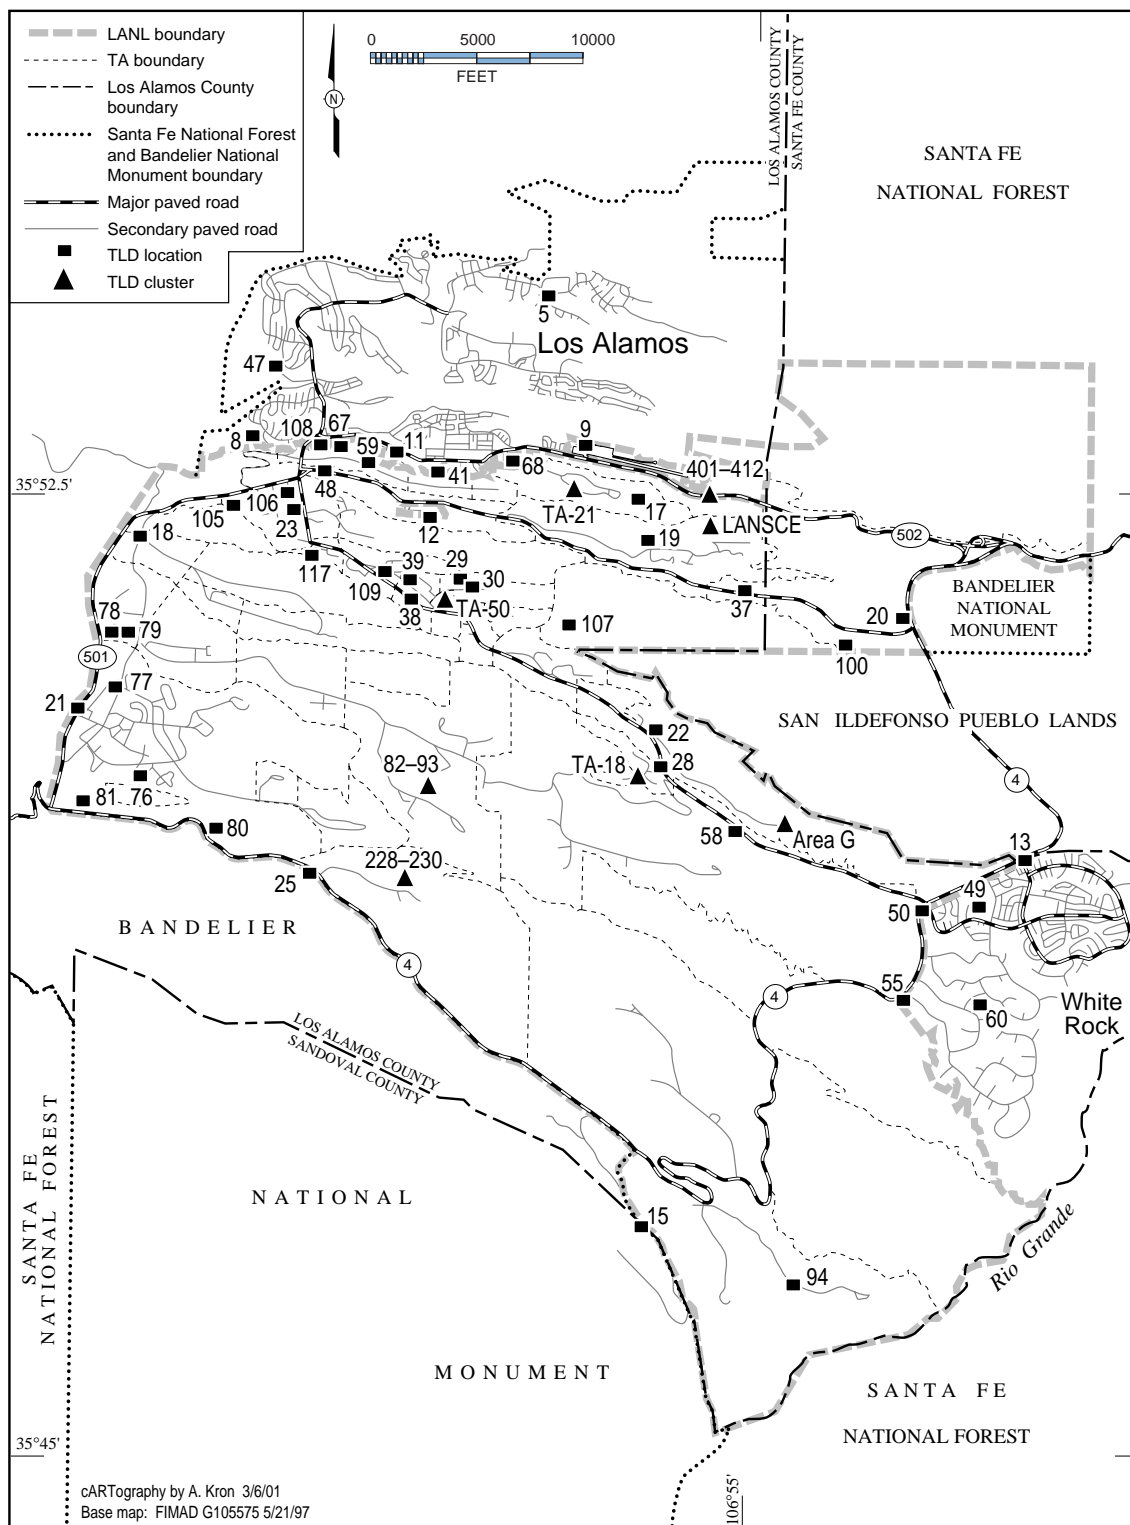 LANL boundary
TA boundary
Los Alamos County
boundary
Santa Fe National Forest
and Bandelier National
Monument boundary
Major paved road
Secondary paved road
TLD location
TLD cluster
N
0 5000 10000
FEET
LOS ALAMOS COUNTY
SANTA FE COUNTY
SANTA FE
NATIONAL FOREST
5
Los Alamos
47
8
108
67
59
11
9
41
68
401–412
35°52.5'
48
106
105
23
18
12
TA-21
17
19
LANSCE
502
117
39
29
30
109
38
TA-50
37
20
BANDELIER
NATIONAL
MONUMENT
107
100
78
79
501
77
21
SAN ILDEFONSO PUEBLO LANDS
22
28
TA-18
82–93
4
81
76
80
58
Area G
13
228–230
25
49
50
BANDELIER
4
4
55
60
White
Rock
LOS ALAMOS COUNTY
SANDOVAL COUNTY
SANTA FE
NATIONAL FOREST
NATIONAL
15
Rio Grande
94
MONUMENT
SANTA FE
NATIONAL FOREST
35°45'
cARTography by A. Kron 3/6/01
Base map: FIMAD G105575 5/21/97
106°55'